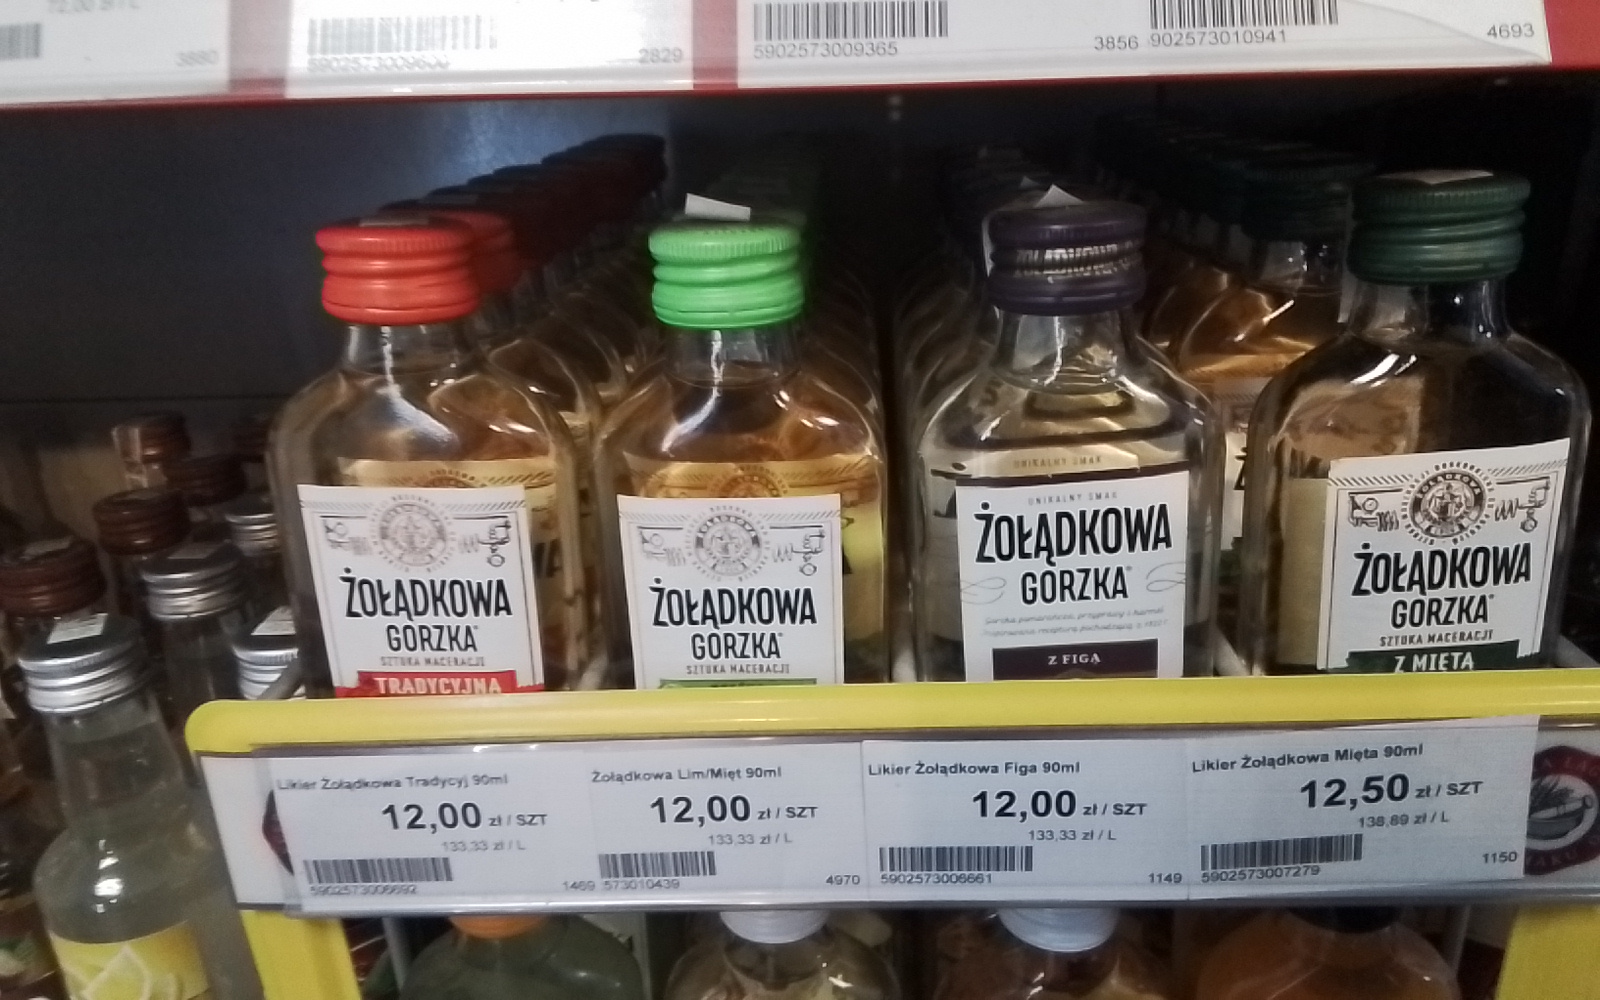 3880
2829
5902573009365
3856
902573010941
4693
ŻOŁĄDKOWA
GORZKA
SZTUKA MACERACJI
TRADYCYJNA
ŻOŁĄDKOWA
GORZKA
SZTUKA MACERACJI
UNIKALNY SMAK
ŻOŁĄDKOWA
GORZKA
Z FIGĄ
ŻOŁĄDKOWA
GORZKA
SZTUKA MACERACJI
Z MIĘTĄ
Likier Żołądkowa Tradycyj 90ml
12,00 zł / SZT
133,33 zł / L
5902573006692
1469
Żołądkowa Lim/Mięt 90ml
12,00 zł / SZT
133,33 zł / L
573010439
4970
Likier Żołądkowa Figa 90ml
12,00 zł / SZT
133,33 zł / L
5902573006661
1149
Likier Żołądkowa Mięta 90ml
12,50 zł / SZT
138,89 zł / L
5902573007279
1150